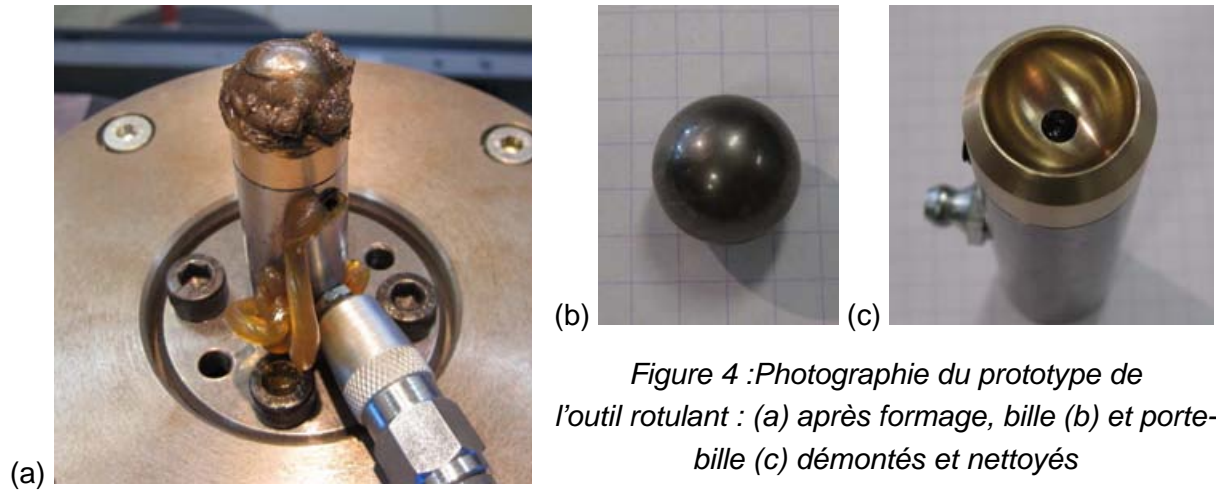 (b)
(c)
Figure 4 :Photographie du prototype de
l'outil rotulant : (a) après formage, bille (b) et porte-
bille (c) démontés et nettoyés
(a)